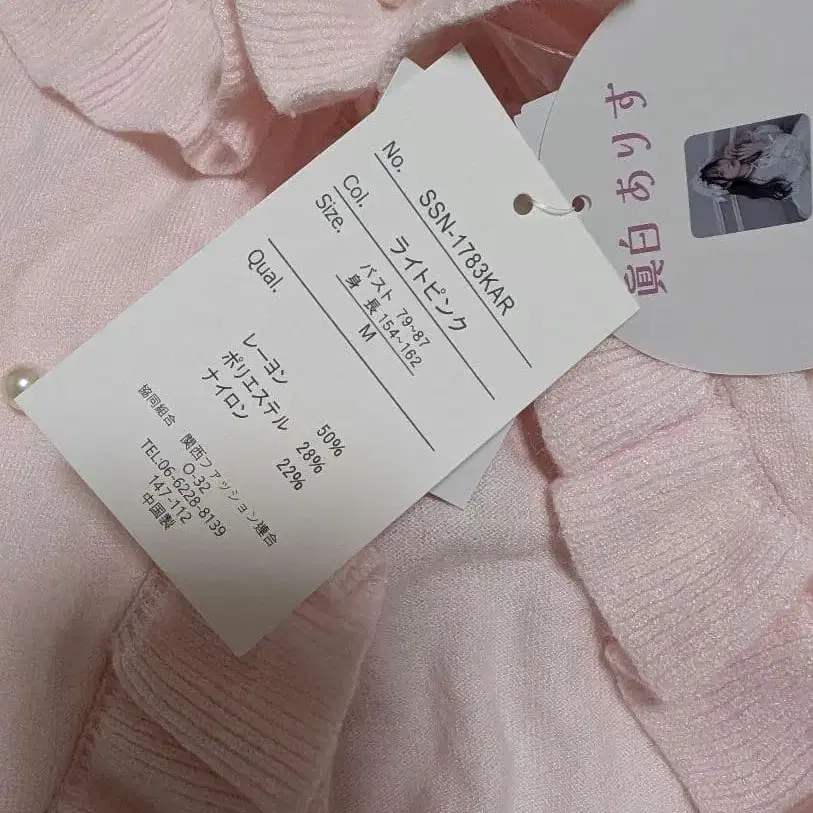 No. SSN-1783KAR
Col. ライトピンク
Size. バスト 79~87
身 長 154~162
M
Qual.
レーヨン 50%
ポリエステル 28%
ナイロン 22%
協同組合 関西ファッション連合
O-32
TEL:06-6228-8139
147-112
中国製
眞白 ありす